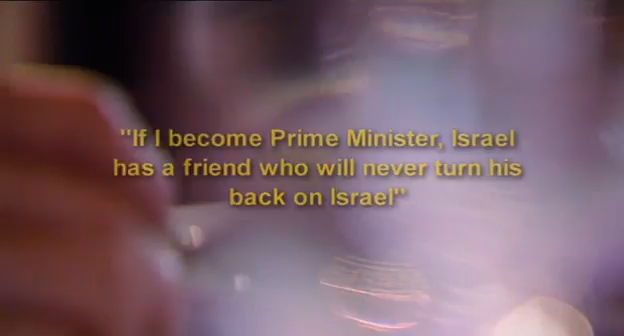 "If I become Prime Minister, Israel
has a friend who will never turn his
back on Israel"